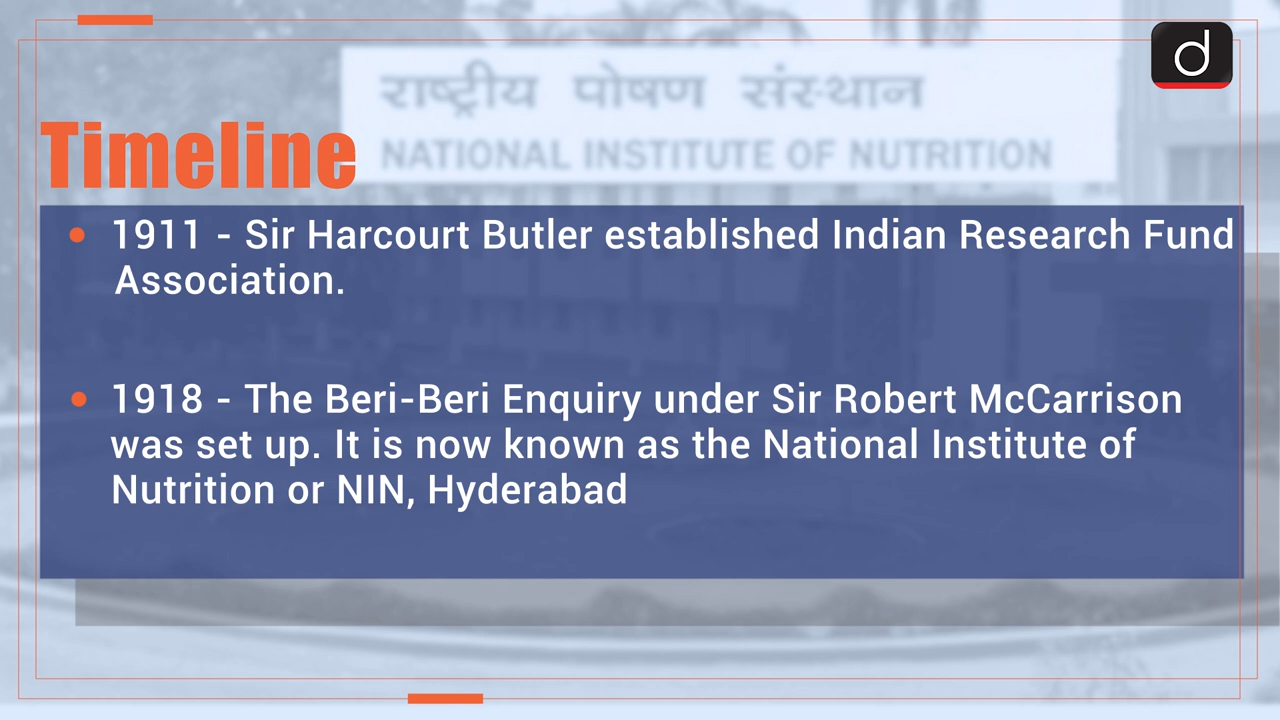 राष्ट्रीय पोषण संस्थान
NATIONAL INSTITUTE OF NUTRITION
d
Timeline
1911 - Sir Harcourt Butler established Indian Research Fund
Association.
1918 - The Beri-Beri Enquiry under Sir Robert McCarrison
was set up. It is now known as the National Institute of
Nutrition or NIN, Hyderabad